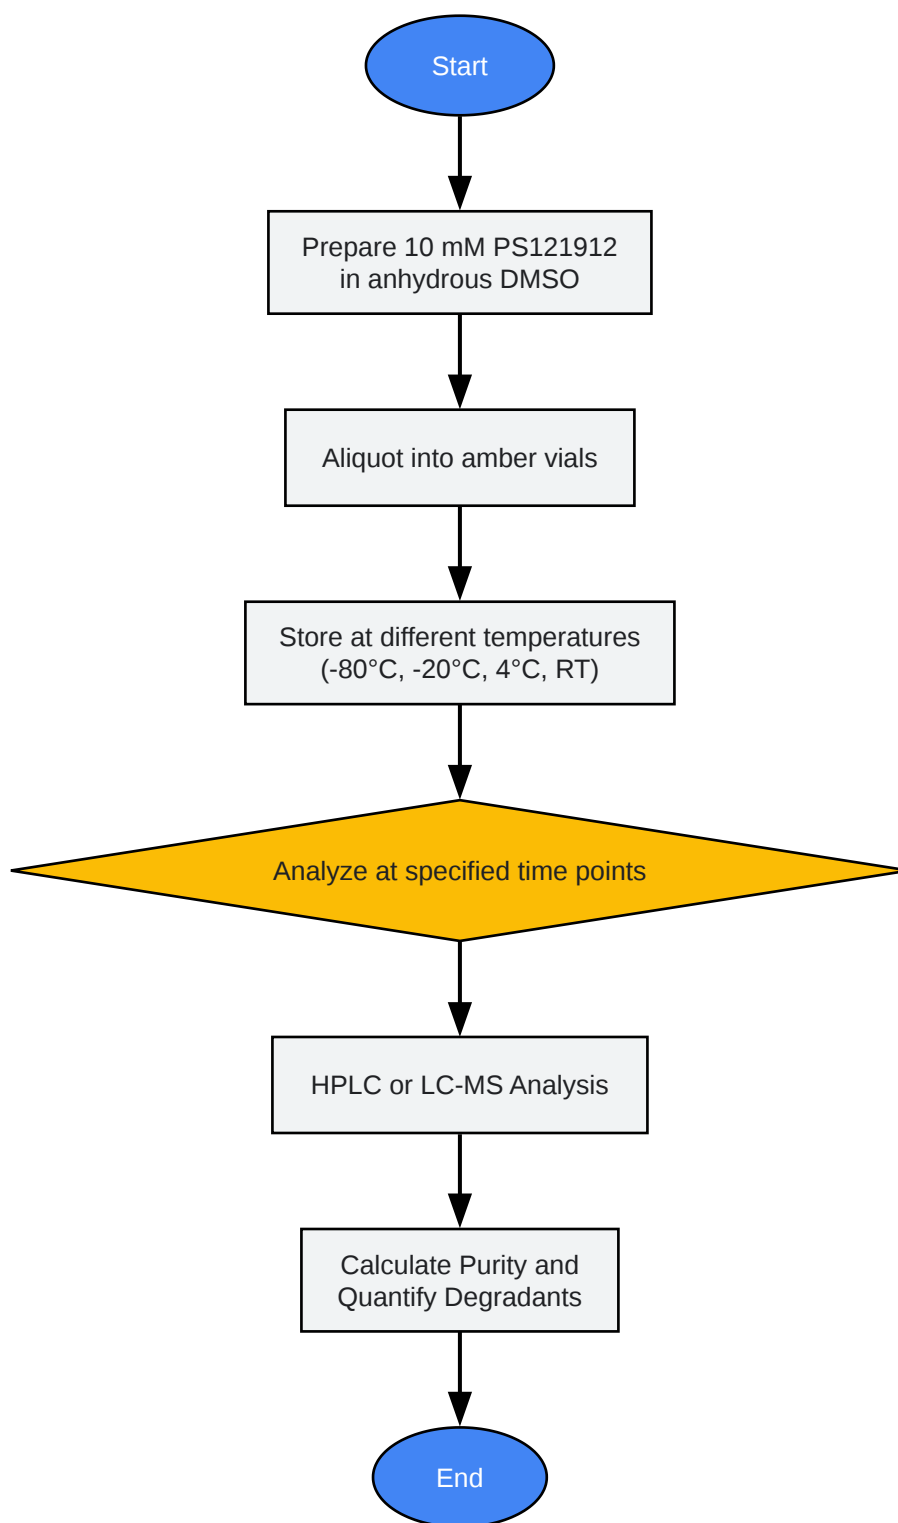 Start
Prepare 10 mM PS121912
in anhydrous DMSO
Aliquot into amber vials
Store at different temperatures
(-80°C, -20°C, 4°C, RT)
Analyze at specified time points
HPLC or LC-MS Analysis
Calculate Purity and
Quantify Degradants
End